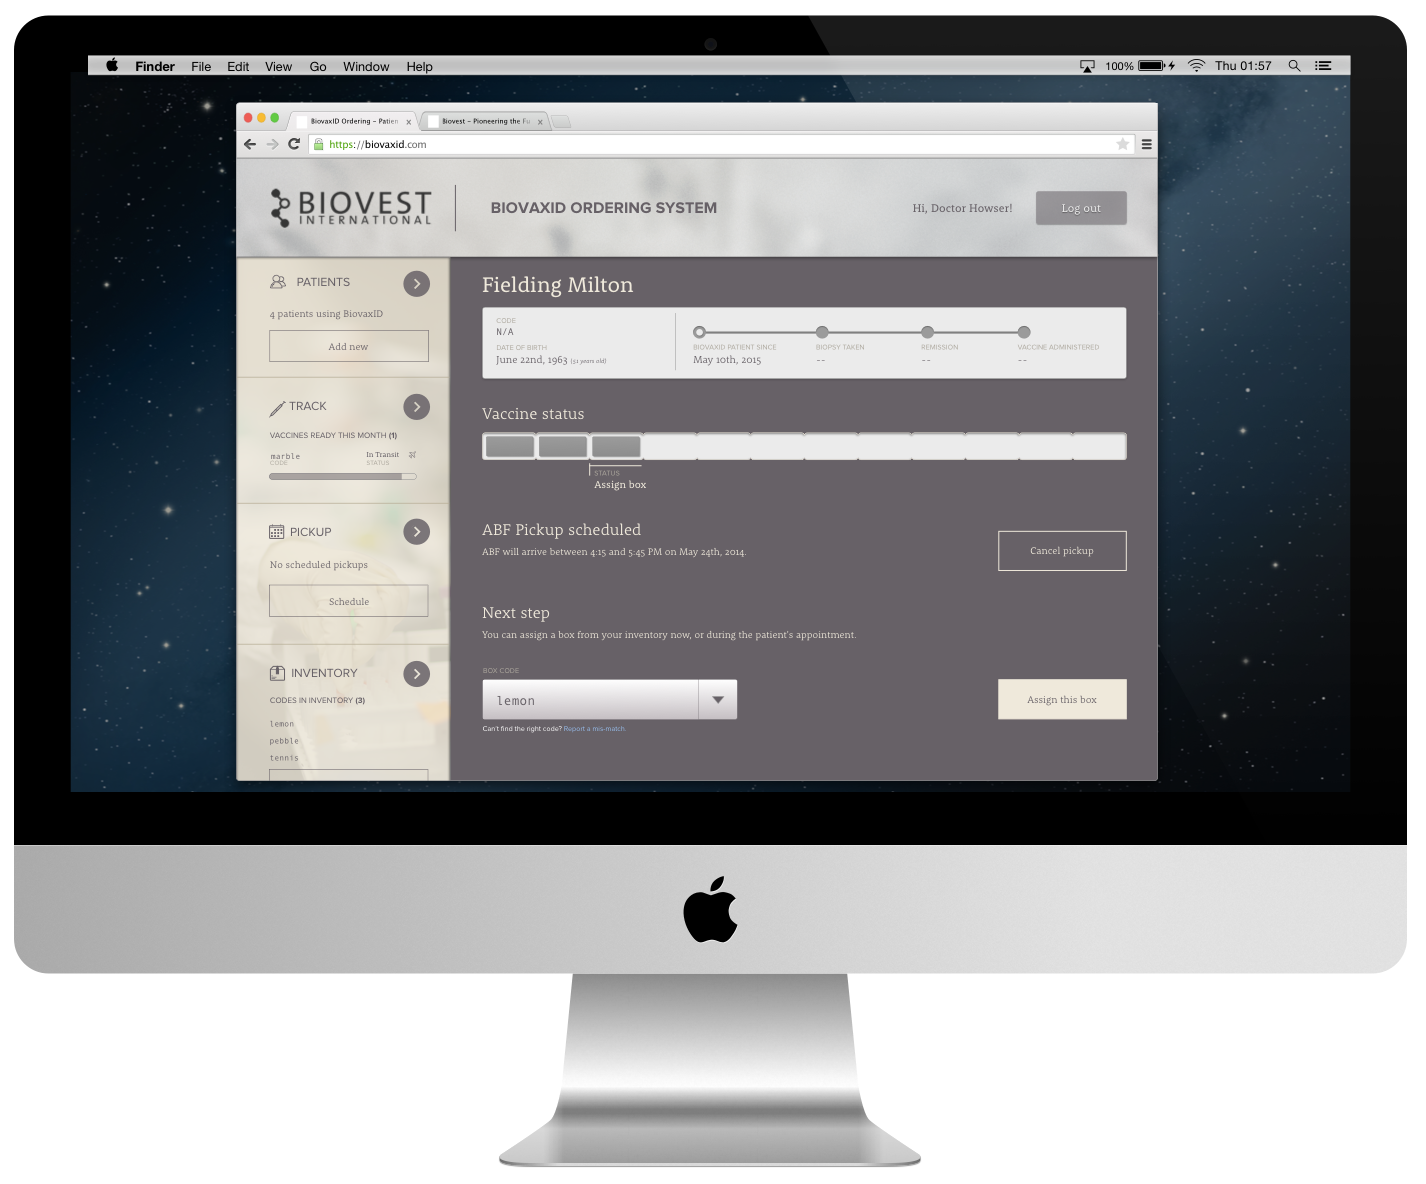 Finder File Edit View Go Window Help 100% Thu 01:57
BiovaxID Ordering – Patien x Biovest – Pioneering the Fu x
https://biovaxid.com
BIOVEST
INTERNATIONAL
BIOVAXID ORDERING SYSTEM
Hi, Doctor Howser!
Log out
PATIENTS
4 patients using BiovaxID
Add new
TRACK
VACCINES READY THIS MONTH (1)
marble In Transit
CODE STATUS
PICKUP
No scheduled pickups
Schedule
INVENTORY
CODES IN INVENTORY (3)
lemon
pebble
tennis
Fielding Milton
CODE
N/A
DATE OF BIRTH
June 22nd, 1963 (51 years old)
BIOVAXID PATIENT SINCE BIOPSY TAKEN REMISSION VACCINE ADMINISTERED
May 10th, 2015 -- -- --
Vaccine status
STATUS
Assign box
ABF Pickup scheduled
ABF will arrive between 4:15 and 5:45 PM on May 24th, 2014.
Cancel pickup
Next step
You can assign a box from your inventory now, or during the patient's appointment.
BOX CODE
lemon
Assign this box
Can't find the right code? Report a mis-match.